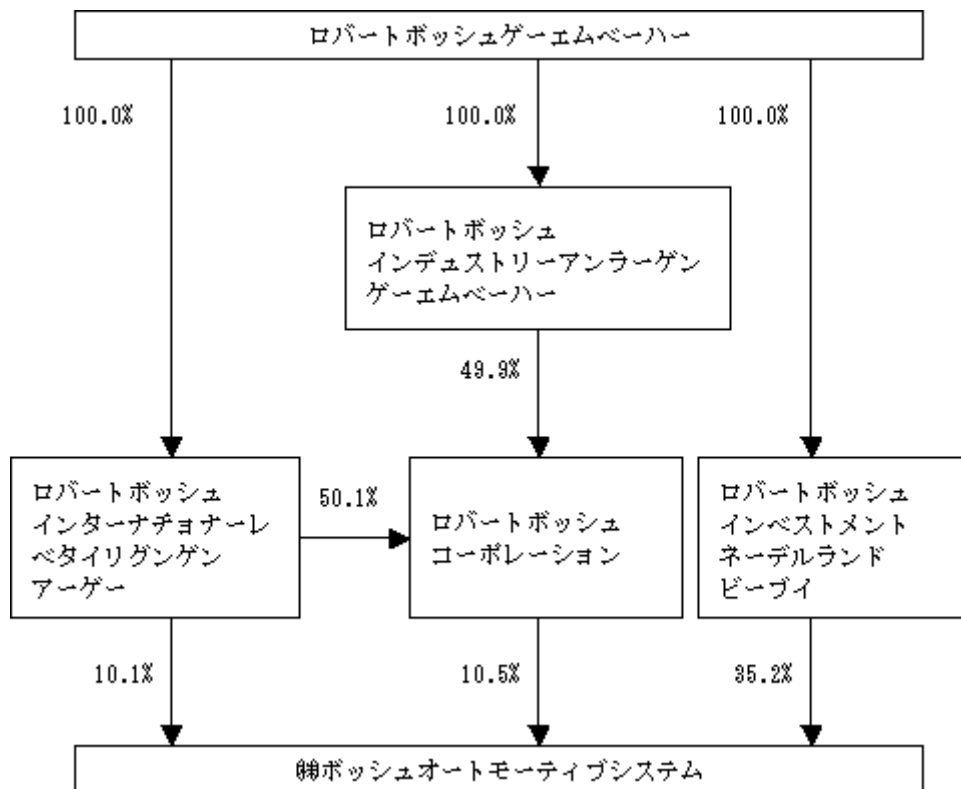 ロバートボッシュゲーエムベーハー
100.0%
100.0%
100.0%
ロバートボッシュ
インデュストリーアンラーゲン
ゲーエムベーハー
49.9%
ロバートボッシュ
インターナチョナーレ
ベタイリグンゲン
アーゲー
50.1%
ロバートボッシュ
コーポレーション
ロバートボッシュ
インベストメント
ネーデルランド
ビーヴイ
10.1%
10.5%
35.2%
㈱ボッシュオートモーティブシステム